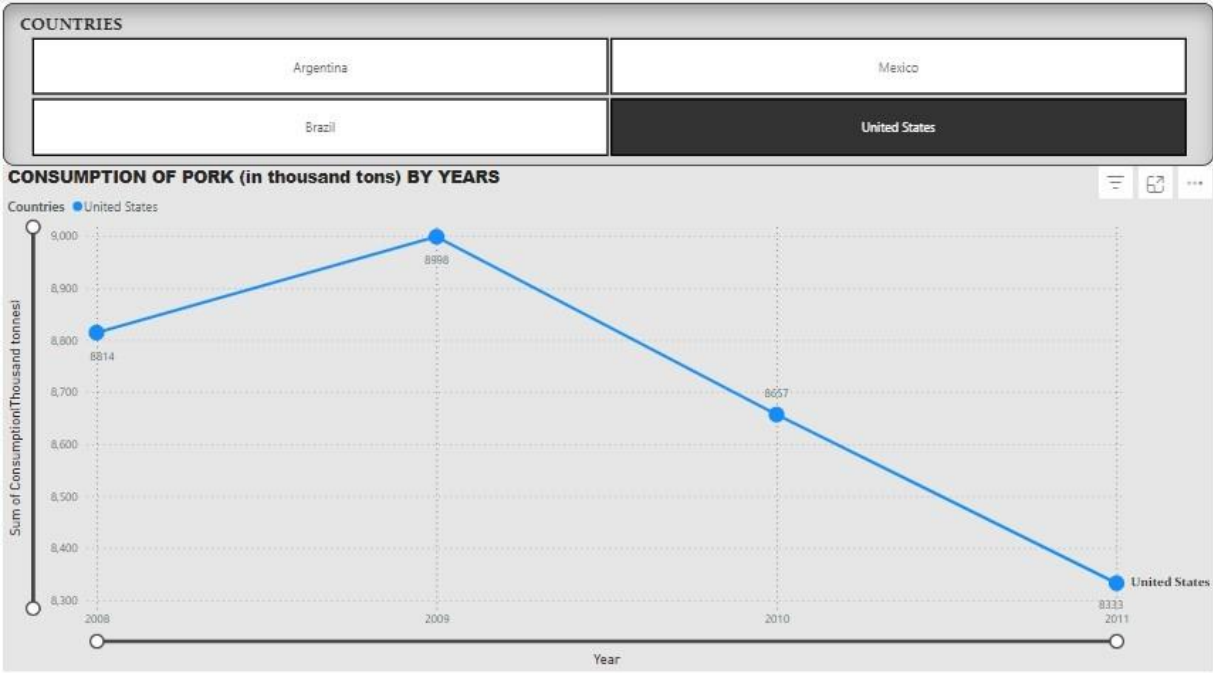 COUNTRIES
Argentina
Mexico
Brazil
United States
CONSUMPTION OF PORK (in thousand tons) BY YEARS
Countries United States
9,000
8,900
8,800
8,700
8,600
8,500
8,400
8,300
Sum of Consumption(Thousand tonnes)
8814
8998
8657
8333
United States
2008
2009
2010
2011
Year